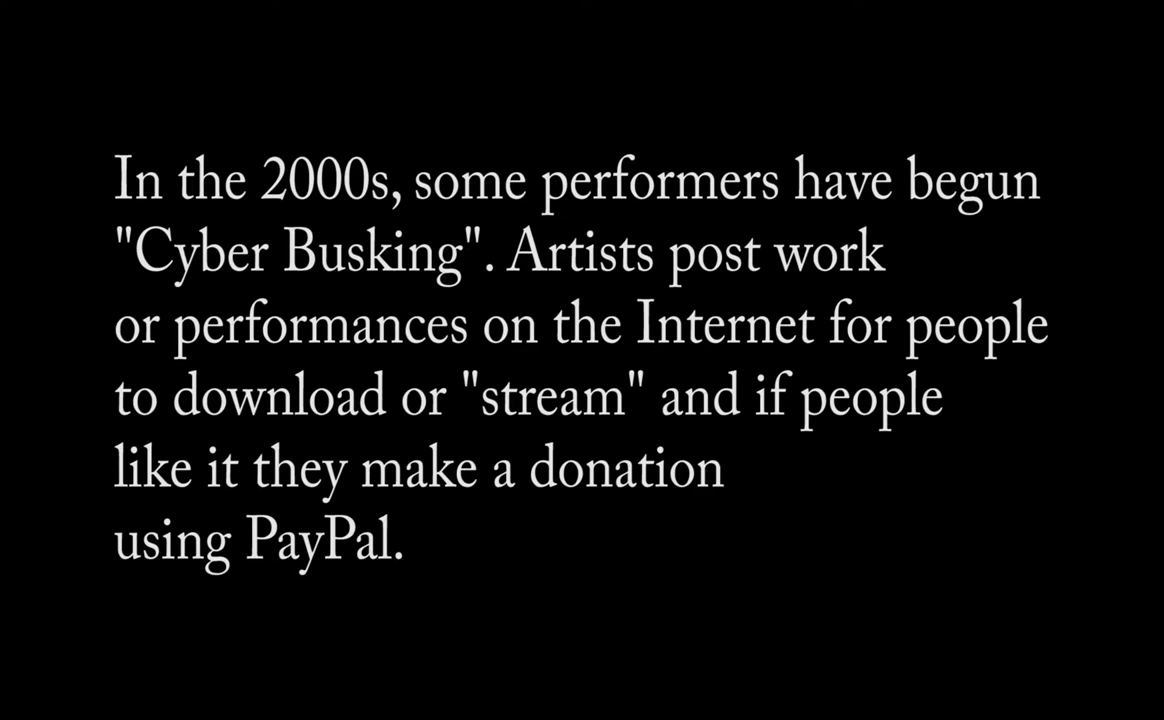 In the 2000s, some performers have begun
"Cyber Busking". Artists post work
or performances on the Internet for people
to download or "stream" and if people
like it they make a donation
using PayPal.